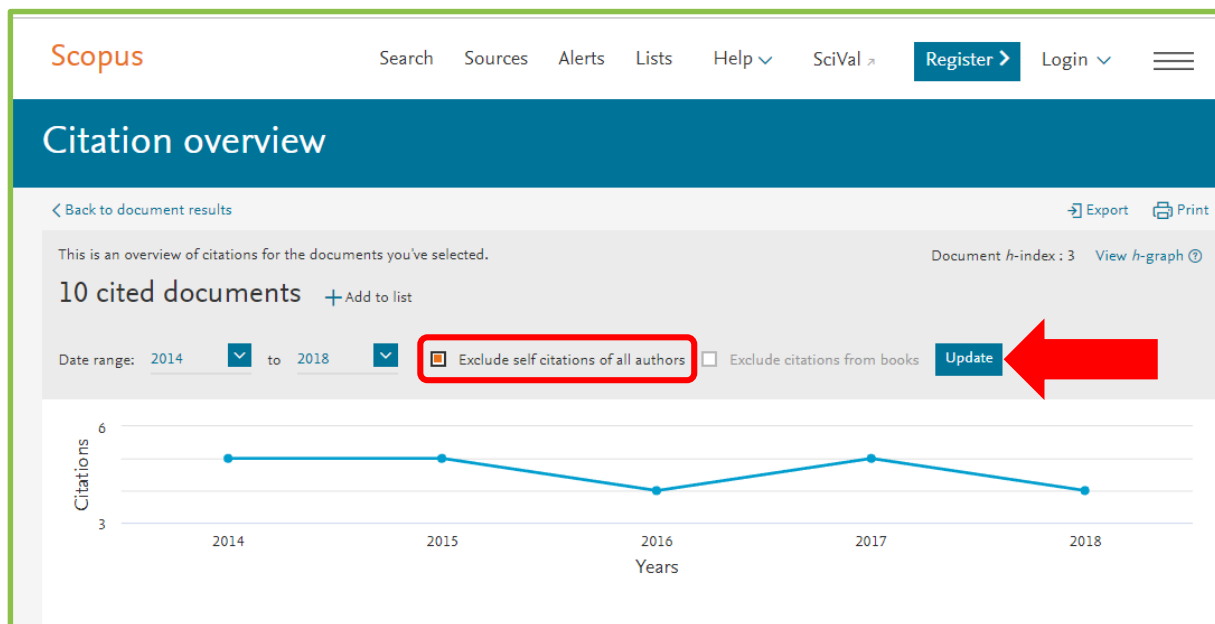 Scopus Search Sources Alerts Lists Help SciVal Register Login
Citation overview
Back to document results Export Print
This is an overview of citations for the documents you've selected. Document h-index : 3 View h-graph
10 cited documents + Add to list
Date range: 2014 to 2018 Exclude self citations of all authors Exclude citations from books Update
6
Citations
3
2014 2015 2016 2017 2018
Years